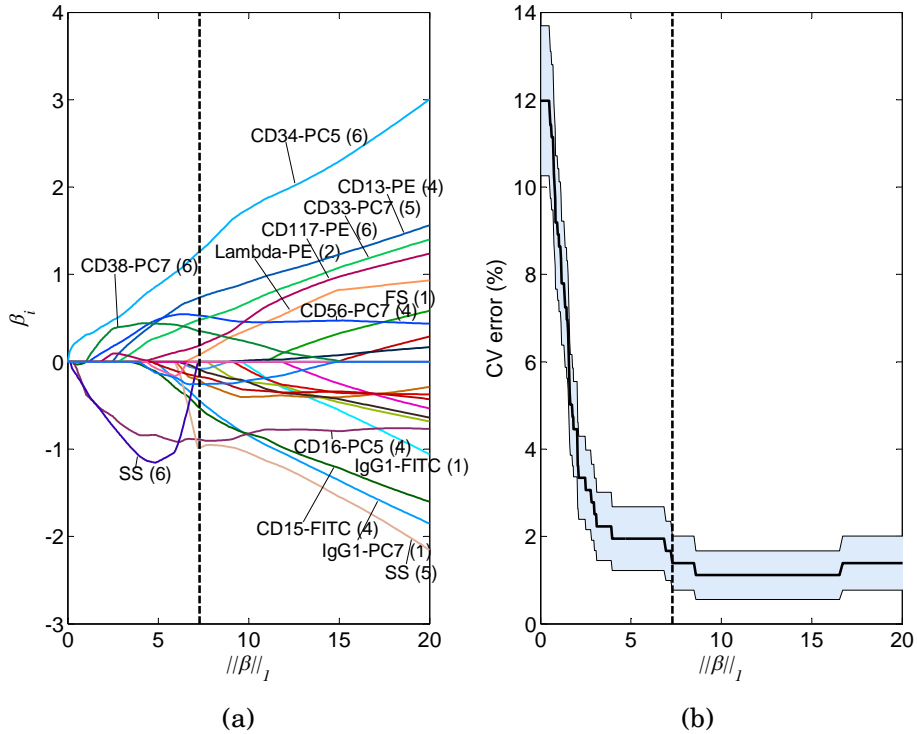 4
3
2
1
0
-1
-2
-3
0
5
10
15
20
β_i
||β||_1
CD34-PC5 (6)
CD13-PE (4)
CD33-PC7 (5)
CD117-PE (6)
Lambda-PE (2)
CD38-PC7 (6)
FS (1)
CD56-PC7 (4)
SS (6)
CD16-PC5 (4)
IgG1-FITC (1)
CD15-FITC (4)
IgG1-PC7 (1)
SS (5)
(a)
14
12
10
8
6
4
2
0
0
5
10
15
20
CV error (%)
||β||_1
(b)